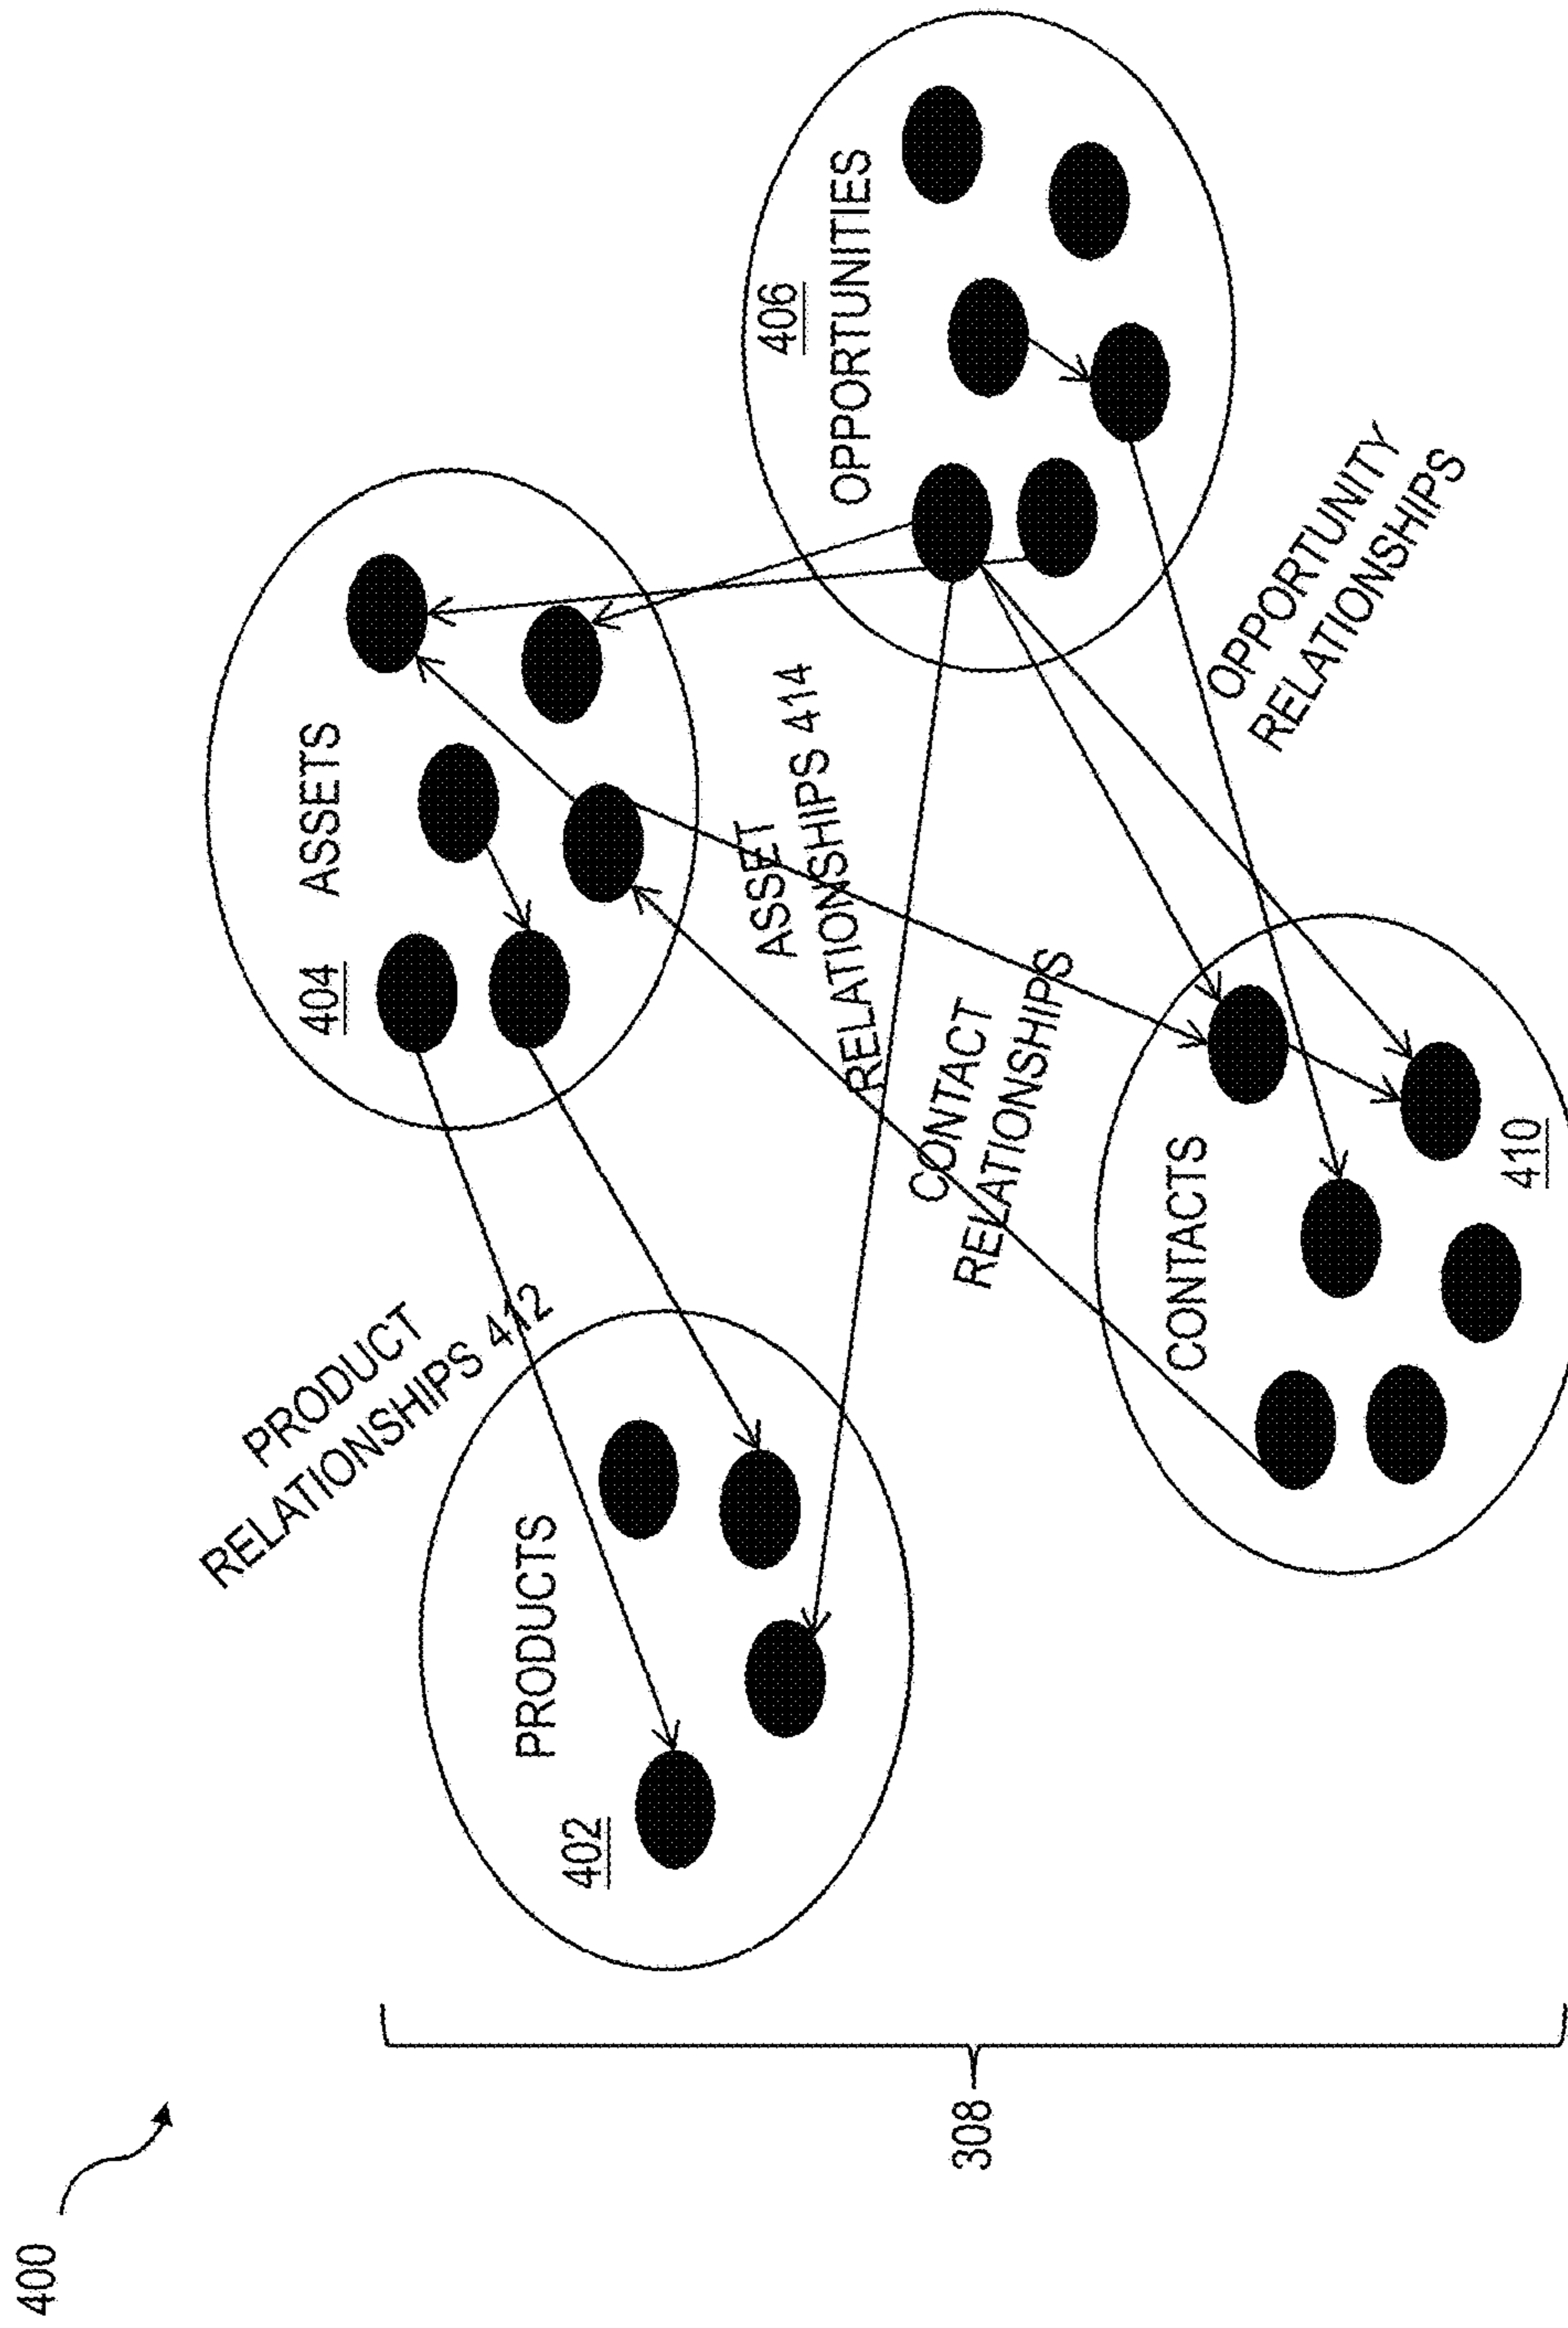 400
308
402
PRODUCTS
PRODUCT
RELATIONSHIPS 412
404
ASSETS
ASSET
RELATIONSHIPS 414
406
OPPORTUNITIES
CONTACT
RELATIONSHIPS
OPPORTUNITY
RELATIONSHIPS
CONTACTS
410